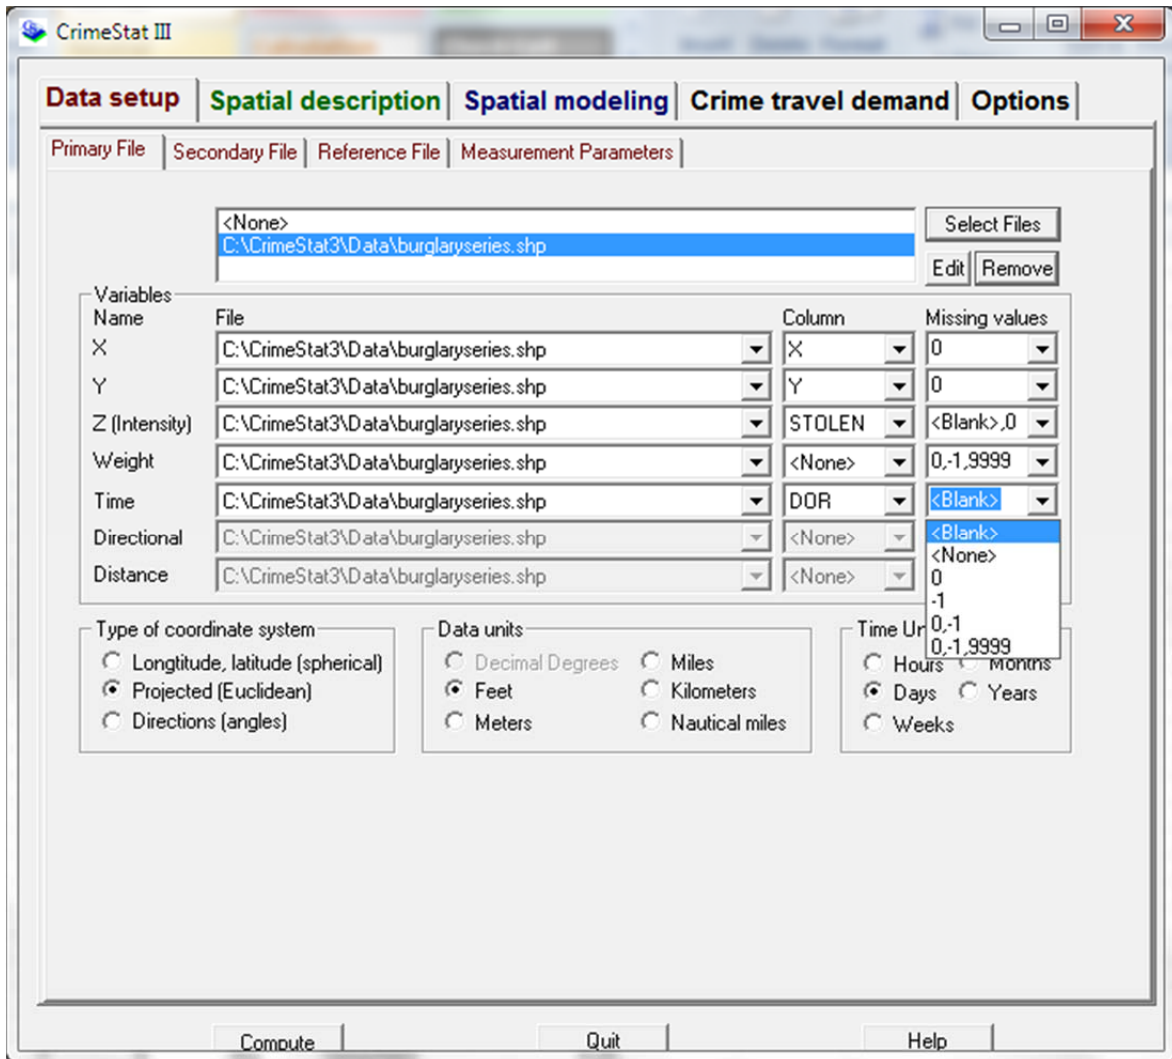 CrimeStat III
Data setup Spatial description Spatial modeling Crime travel demand Options
Primary File Secondary File Reference File Measurement Parameters
<None>
C:\CrimeStat3\Data\burglaryseries.shp
Select Files
Edit Remove
Variables
Name File Column Missing values
X C:\CrimeStat3\Data\burglaryseries.shp X 0
Y C:\CrimeStat3\Data\burglaryseries.shp Y 0
Z (Intensity) C:\CrimeStat3\Data\burglaryseries.shp STOLEN <Blank>,0
Weight C:\CrimeStat3\Data\burglaryseries.shp <None> 0,-1,9999
Time C:\CrimeStat3\Data\burglaryseries.shp DOR <Blank>
Directional C:\CrimeStat3\Data\burglaryseries.shp <None>
Distance C:\CrimeStat3\Data\burglaryseries.shp <None>
<Blank>
<None>
0
-1
0,-1
0,-1,9999
Type of coordinate system
Longtitude, latitude (spherical)
Projected (Euclidean)
Directions (angles)
Data units
Decimal Degrees Miles
Feet Kilometers
Meters Nautical miles
Time Ur
Hours Months
Days Years
Weeks
Compute Quit Help